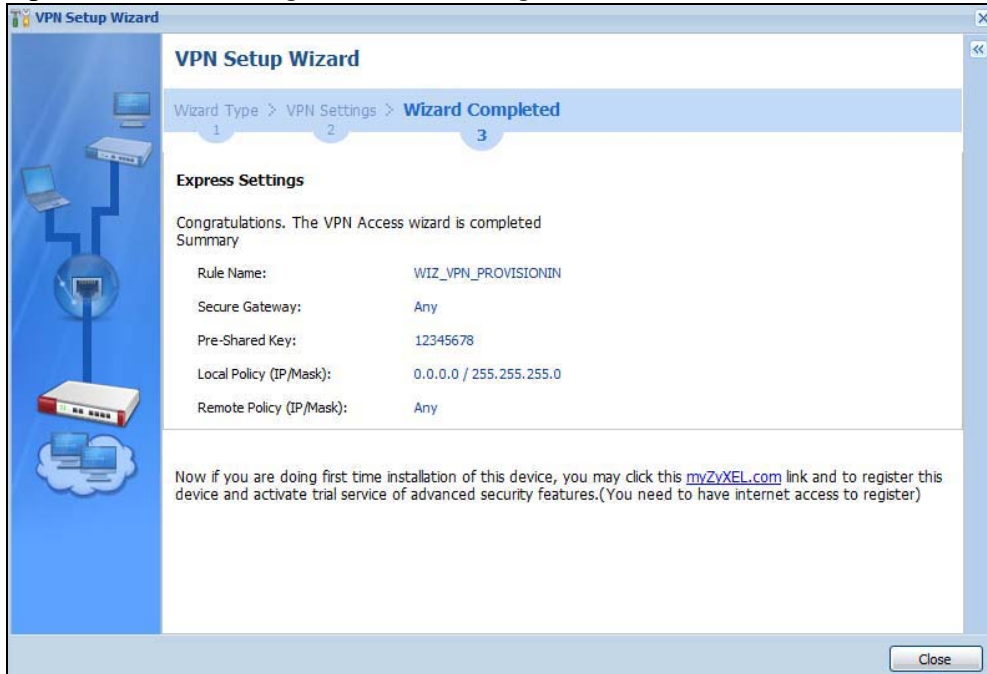 VPN Setup Wizard
VPN Setup Wizard
Wizard Type > VPN Settings > Wizard Completed
1 2 3
Express Settings
Congratulations. The VPN Access wizard is completed
Summary
Rule Name: WIZ_VPN_PROVISIONIN
Secure Gateway: Any
Pre-Shared Key: 12345678
Local Policy (IP/Mask): 0.0.0.0 / 255.255.255.0
Remote Policy (IP/Mask): Any
Now if you are doing first time installation of this device, you may click this myZyXEL.com link and to register this
device and activate trial service of advanced security features.(You need to have internet access to register)
Close